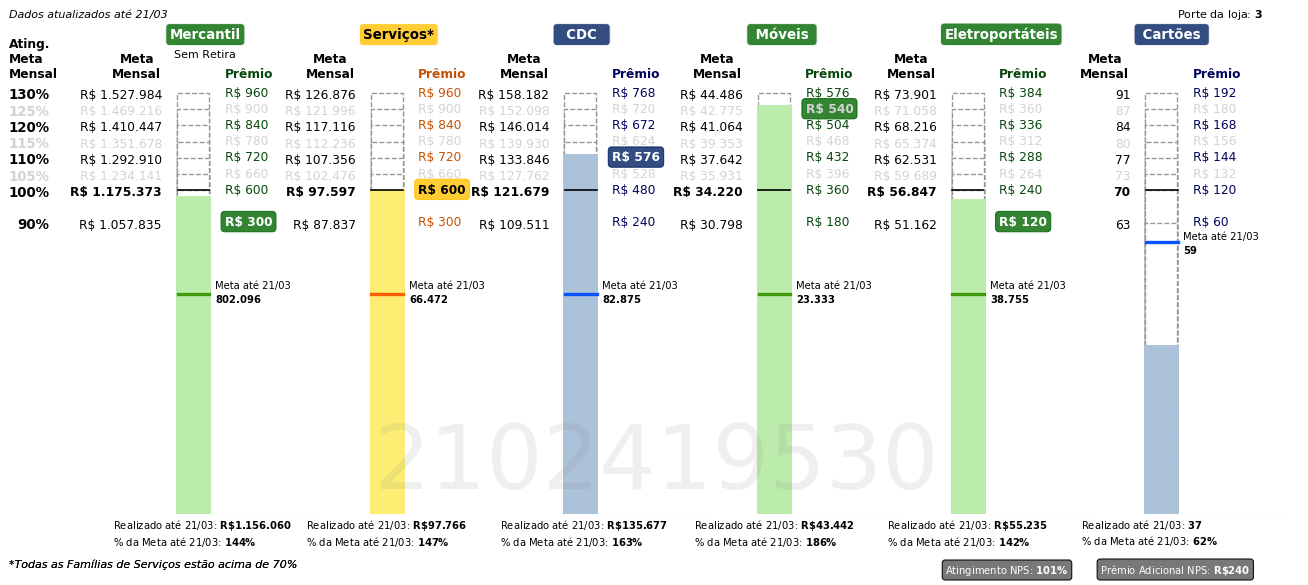 Dados atualizados até 21/03
Porte da loja: 3
Mercantil
Serviços*
CDC
Móveis
Eletroportáteis
Cartões
Sem Retira
Ating. Meta Mensal
Meta Mensal Prêmio
Meta Mensal Prêmio
Meta Mensal Prêmio
Meta Mensal Prêmio
Meta Mensal Prêmio
Meta Mensal Prêmio
130% R$ 1.527.984 R$ 960 R$ 126.876 R$ 960 R$ 158.182 R$ 768 R$ 44.486 R$ 576 R$ 73.901 R$ 384 91 R$ 192
125% R$ 1.469.216 R$ 900 R$ 121.996 R$ 900 R$ 152.098 R$ 720 R$ 42.775 R$ 540 R$ 71.058 R$ 360 87 R$ 180
120% R$ 1.410.447 R$ 840 R$ 117.116 R$ 840 R$ 146.014 R$ 672 R$ 41.064 R$ 504 R$ 68.216 R$ 336 84 R$ 168
115% R$ 1.351.678 R$ 780 R$ 112.236 R$ 780 R$ 139.930 R$ 624 R$ 39.353 R$ 468 R$ 65.374 R$ 312 80 R$ 156
110% R$ 1.292.910 R$ 720 R$ 107.356 R$ 720 R$ 133.846 R$ 576 R$ 37.642 R$ 432 R$ 62.531 R$ 288 77 R$ 144
105% R$ 1.234.141 R$ 660 R$ 102.476 R$ 660 R$ 127.762 R$ 528 R$ 35.931 R$ 396 R$ 59.689 R$ 264 73 R$ 132
100% R$ 1.175.373 R$ 600 R$ 97.597 R$ 600 R$ 121.679 R$ 480 R$ 34.220 R$ 360 R$ 56.847 R$ 240 70 R$ 120
90% R$ 1.057.835 R$ 300 R$ 87.837 R$ 300 R$ 109.511 R$ 240 R$ 30.798 R$ 180 R$ 51.162 R$ 120 63 R$ 60
Meta até 21/03
59
Meta até 21/03
802.096
Meta até 21/03
66.472
Meta até 21/03
82.875
Meta até 21/03
23.333
Meta até 21/03
38.755
2102419530
Realizado até 21/03: R$1.156.060
% da Meta até 21/03: 144%
Realizado até 21/03: R$97.766
% da Meta até 21/03: 147%
Realizado até 21/03: R$135.677
% da Meta até 21/03: 163%
Realizado até 21/03: R$43.442
% da Meta até 21/03: 186%
Realizado até 21/03: R$55.235
% da Meta até 21/03: 142%
Realizado até 21/03: 37
% da Meta até 21/03: 62%
*Todas as Famílias de Serviços estão acima de 70%
Atingimento NPS: 101%
Prêmio Adicional NPS: R$240